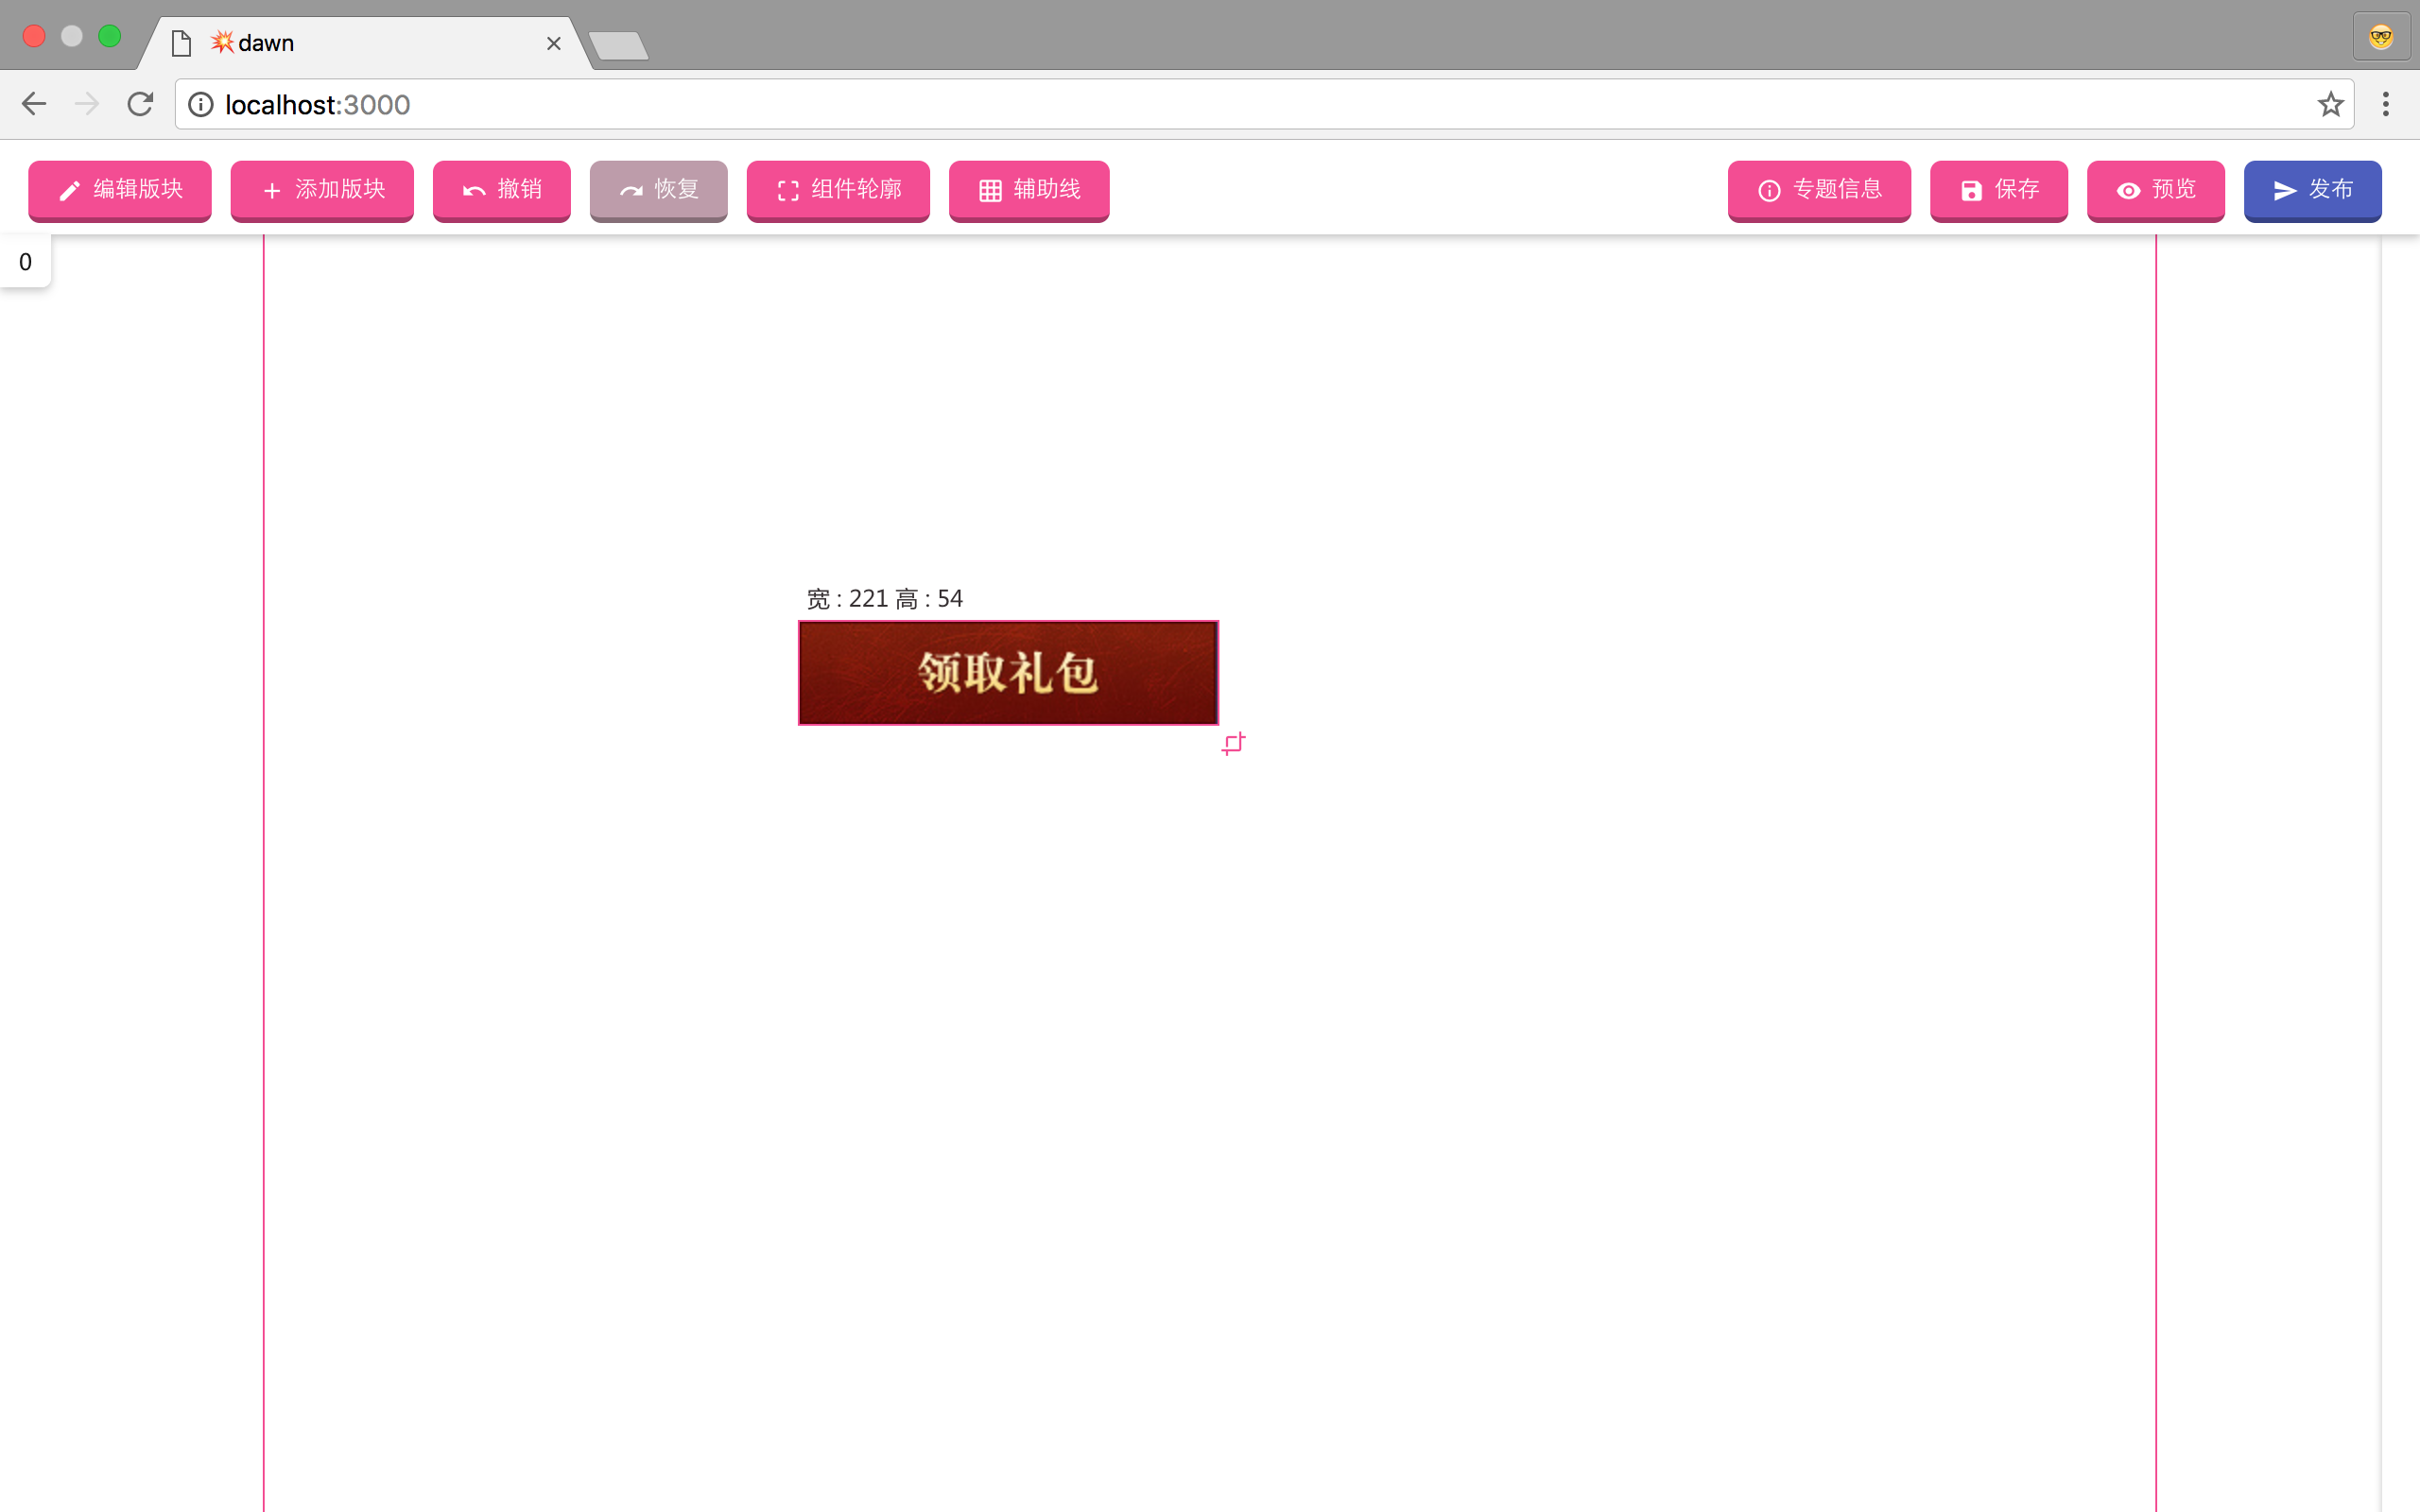 💥dawn
localhost:3000
编辑版块 添加版块 撤销 恢复 组件轮廓 辅助线 专题信息 保存 预览 发布
0
宽 : 221 高 : 54
领取礼包